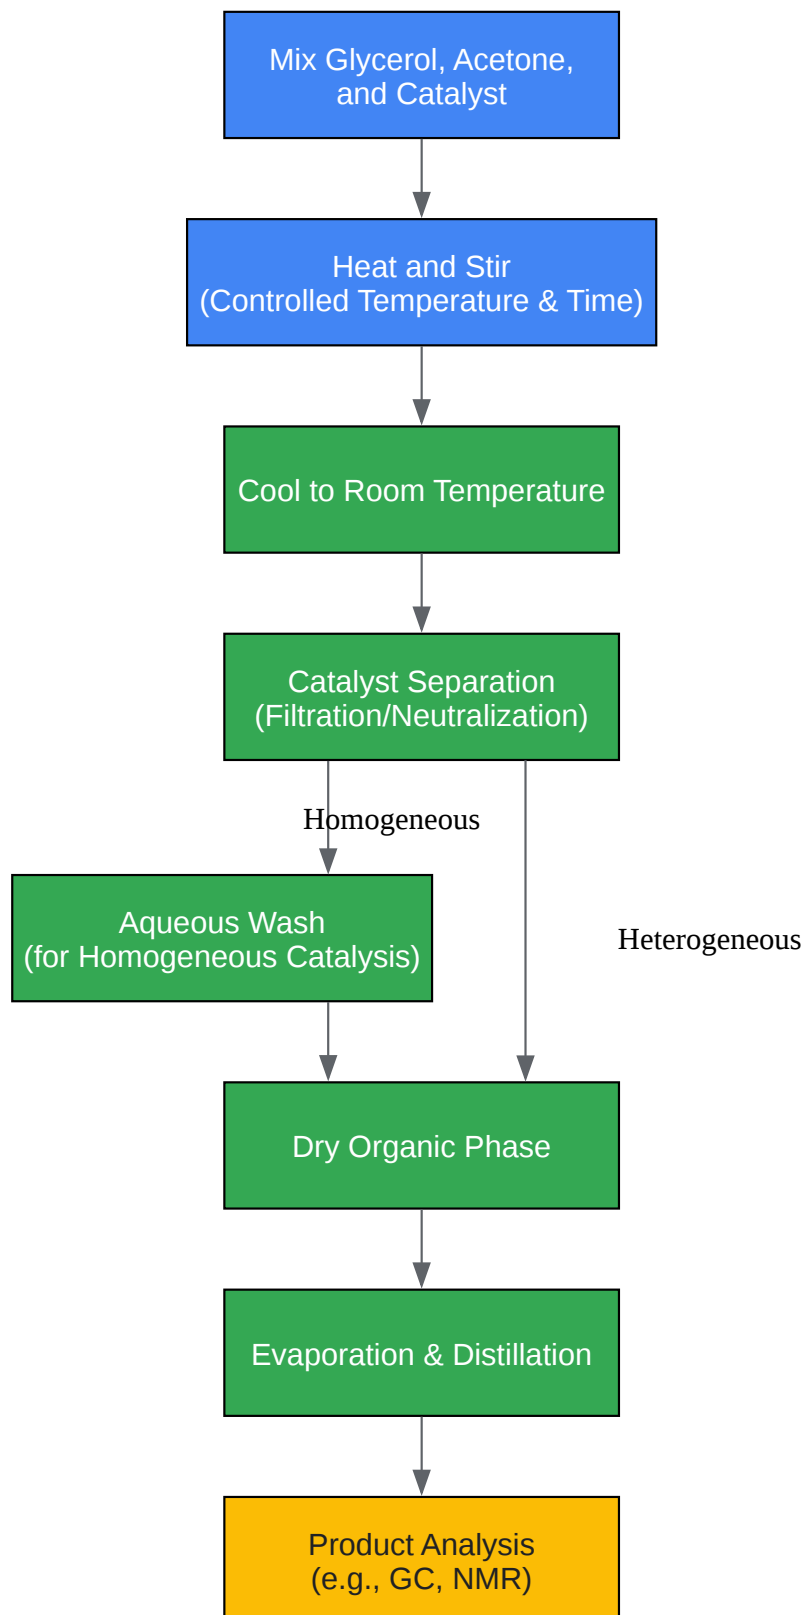 Mix Glycerol, Acetone,
and Catalyst
Heat and Stir
(Controlled Temperature & Time)
Cool to Room Temperature
Catalyst Separation
(Filtration/Neutralization)
Homogeneous
Aqueous Wash
(for Homogeneous Catalysis)
Heterogeneous
Dry Organic Phase
Evaporation & Distillation
Product Analysis
(e.g., GC, NMR)